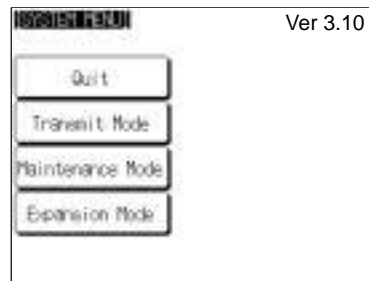 [SYSTEM MENU]
Ver 3.10
Quit
Transmit Mode
Maintenance Mode
Expansion Mode